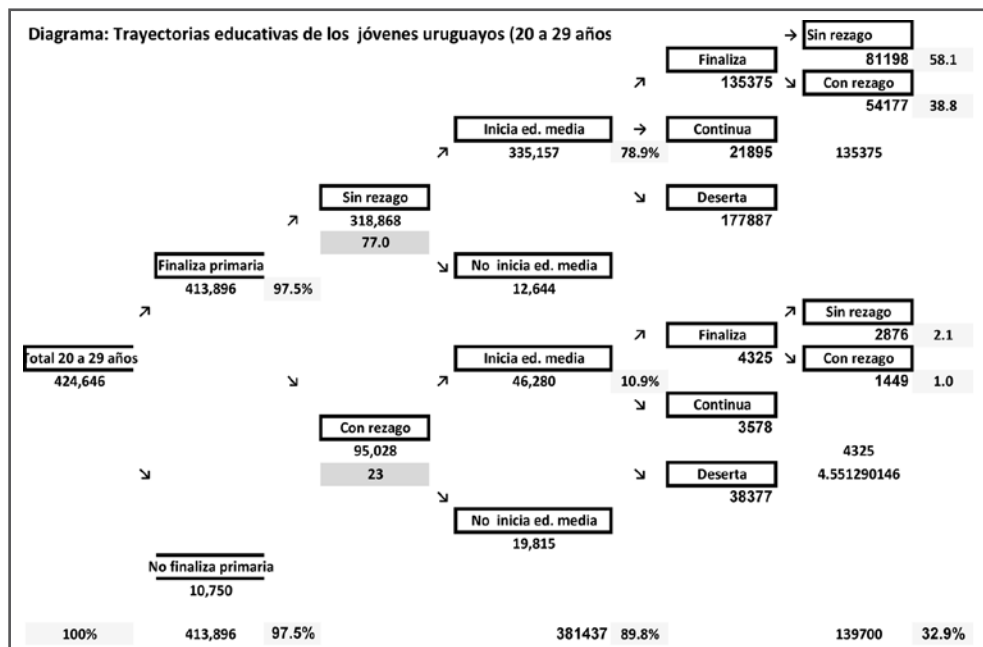 Diagrama: Trayectorias educativas de los jóvenes uruguayos (20 a 29 años
→ Sin rezago
81198 58.1
Finaliza
135375
Con rezago
54177 38.8
Inicia ed. media → Continua
335,157 78.9% 21895 135375
Sin rezago
318,868
77.0
Deserta
177887
Finaliza primaria
413,896 97.5%
No inicia ed. media
12,644
Sin rezago
2876 2.1
Finaliza
4325
Total 20 a 29 años
424,646
Inicia ed. media
46,280 10.9%
Con rezago
1449 1.0
Continua
3578
Con rezago
95,028
23
4325
Deserta 4.551290146
38377
No inicia ed. media
19,815
No finaliza primaria
10,750
100% 413,896 97.5% 381437 89.8% 139700 32.9%